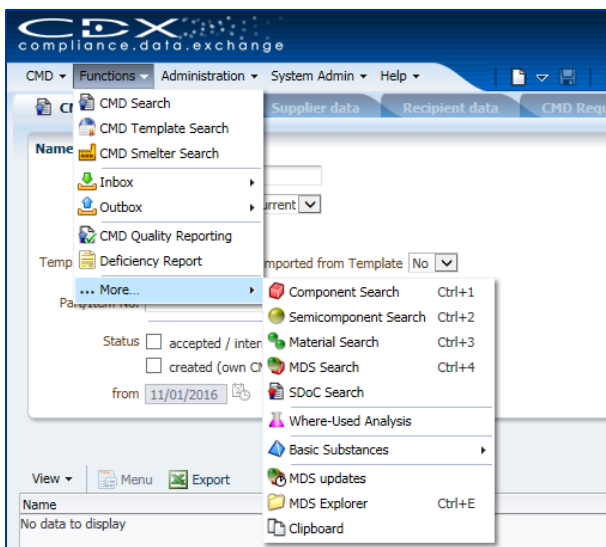 CDX
compliance.data.exchange
CMD Functions Administration System Admin Help
Supplier data Recipient data CMD Requ
CMD Search
CMD Template Search
Name
CMD Smelter Search
Inbox
Outbox
urrent
CMD Quality Reporting
Temp Deficiency Report mported from Template No
... More...
Part/Item No.
Component Search Ctrl+1
Semicomponent Search Ctrl+2
Status accepted / inter Material Search Ctrl+3
created (own CM MDS Search Ctrl+4
from 11/01/2016 SDoC Search
Where-Used Analysis
Basic Substances
View Menu Export MDS updates
Name MDS Explorer Ctrl+E
No data to display Clipboard